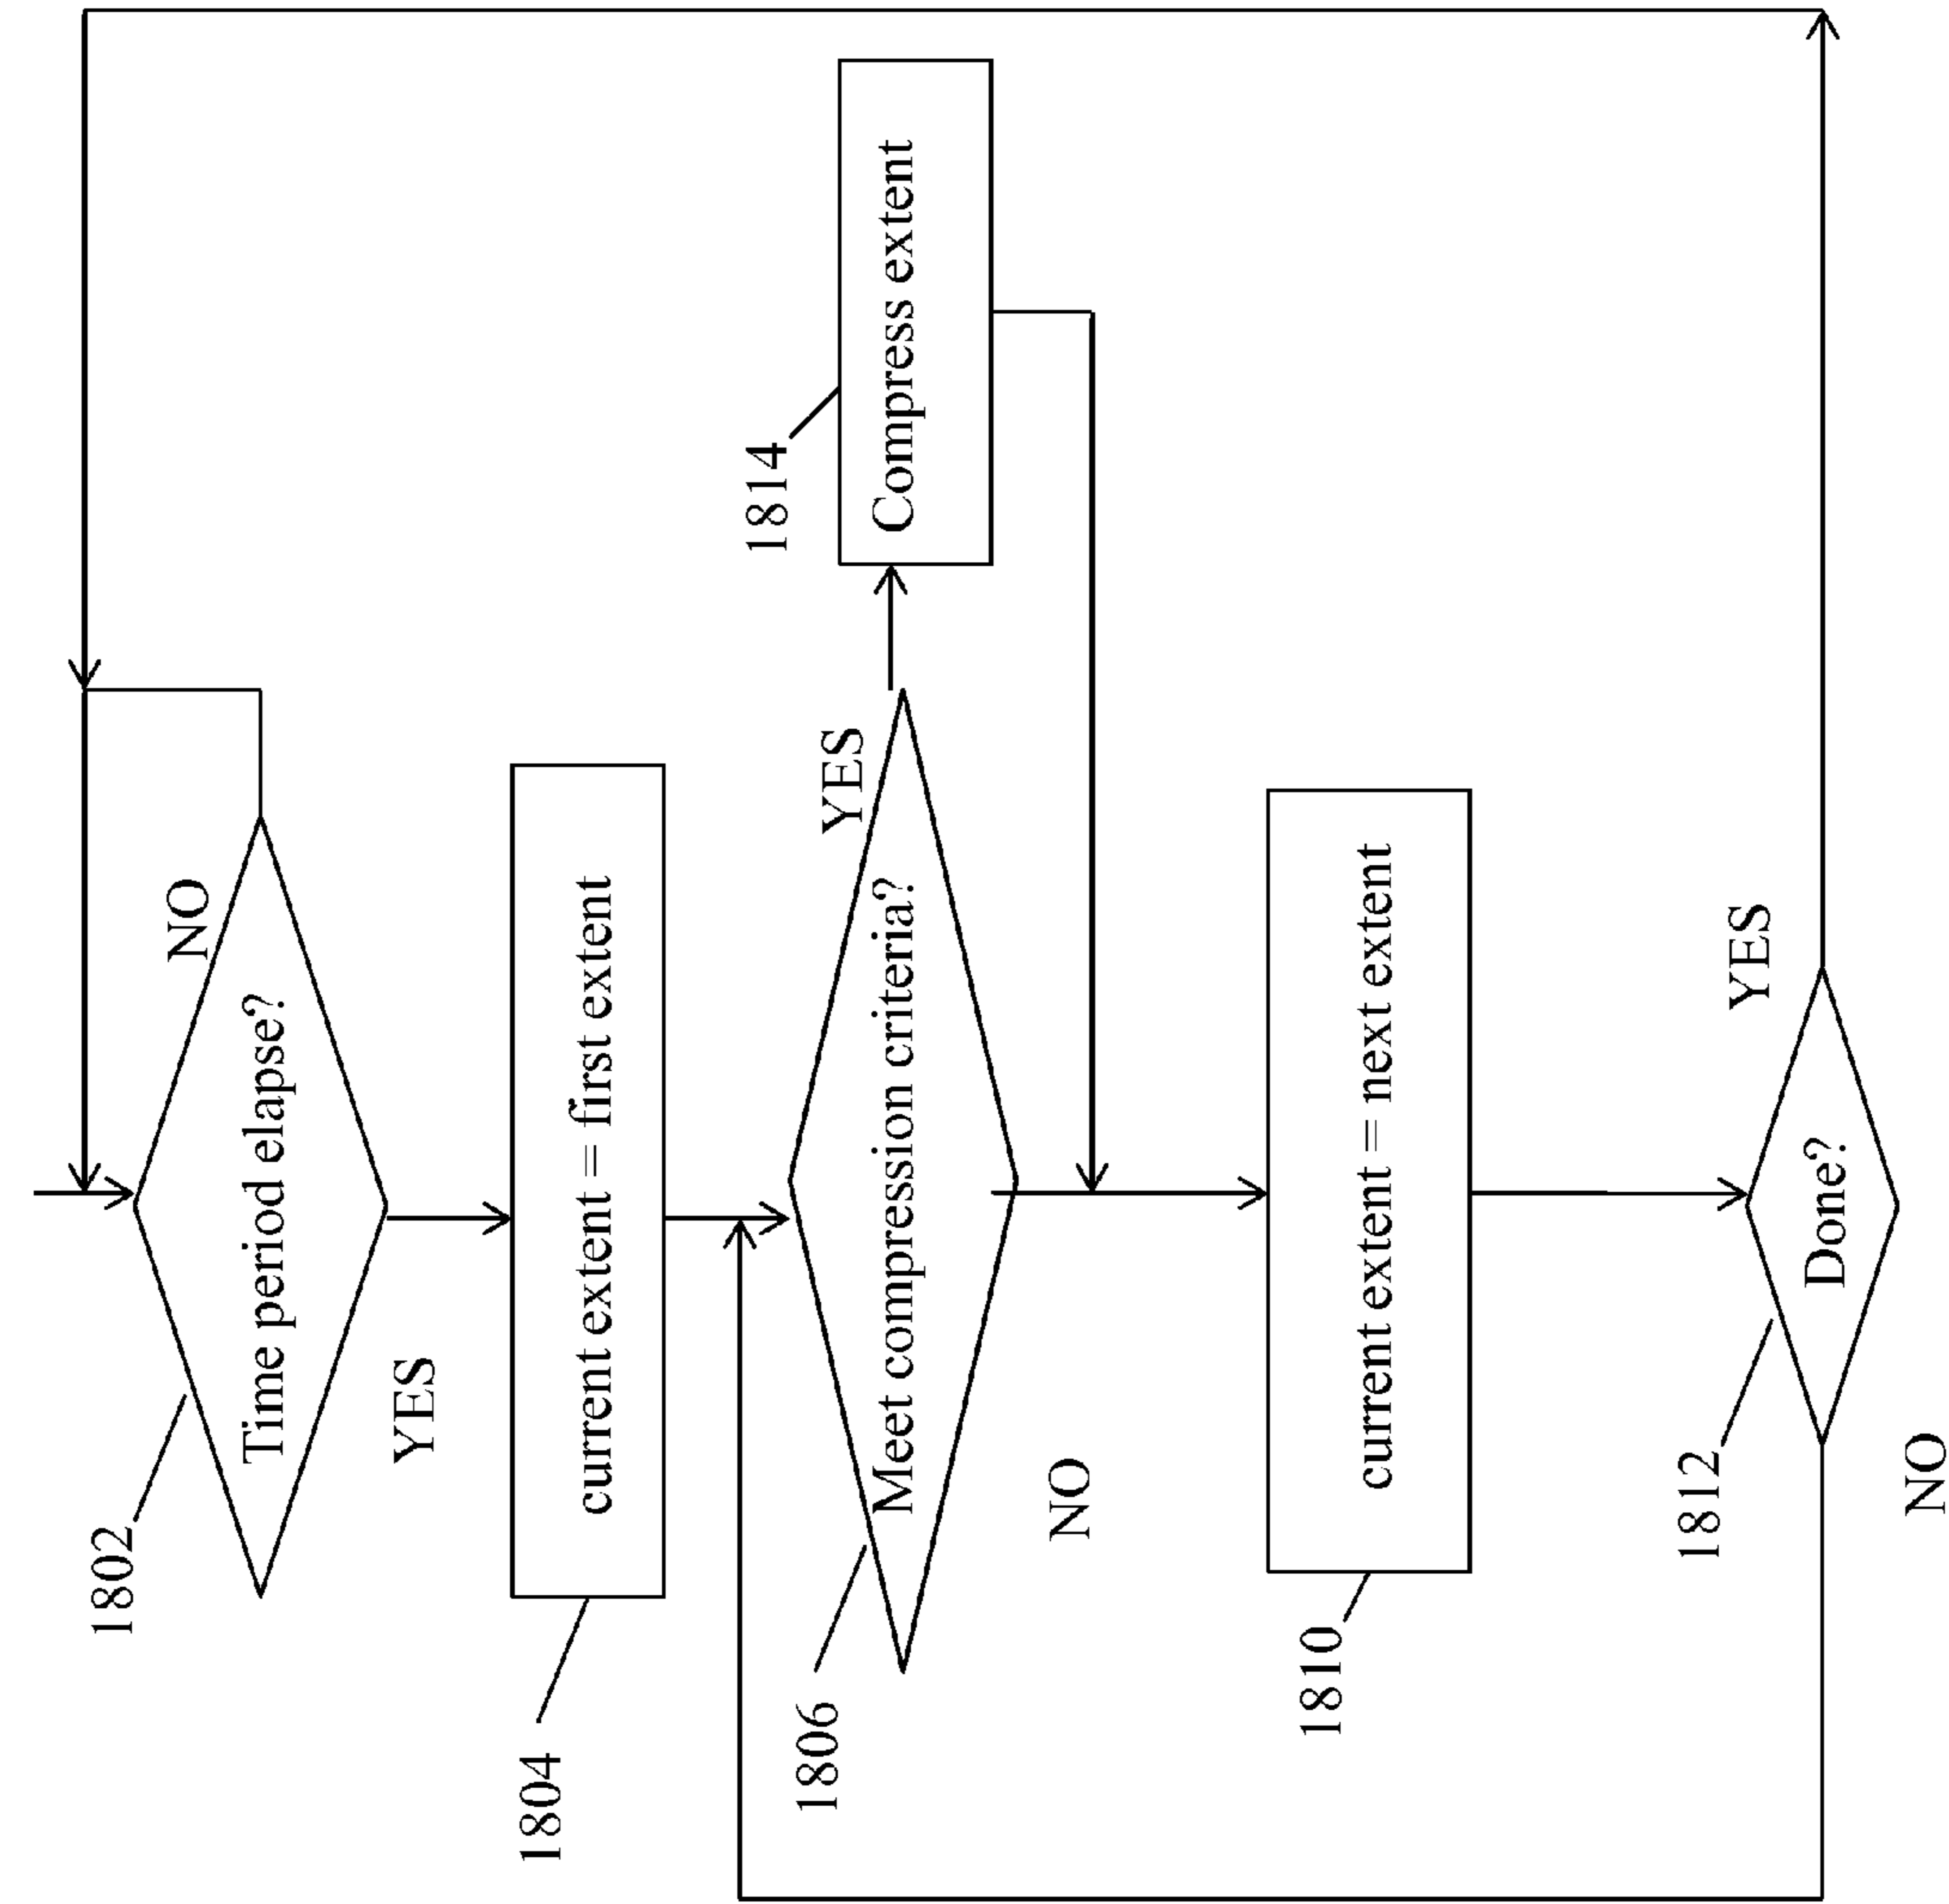 1802
Time period elapse?
NO
YES
1804
current extent = first extent
1806
Meet compression criteria?
YES
NO
1814
Compress extent
1810
current extent = next extent
1812
Done?
YES
NO